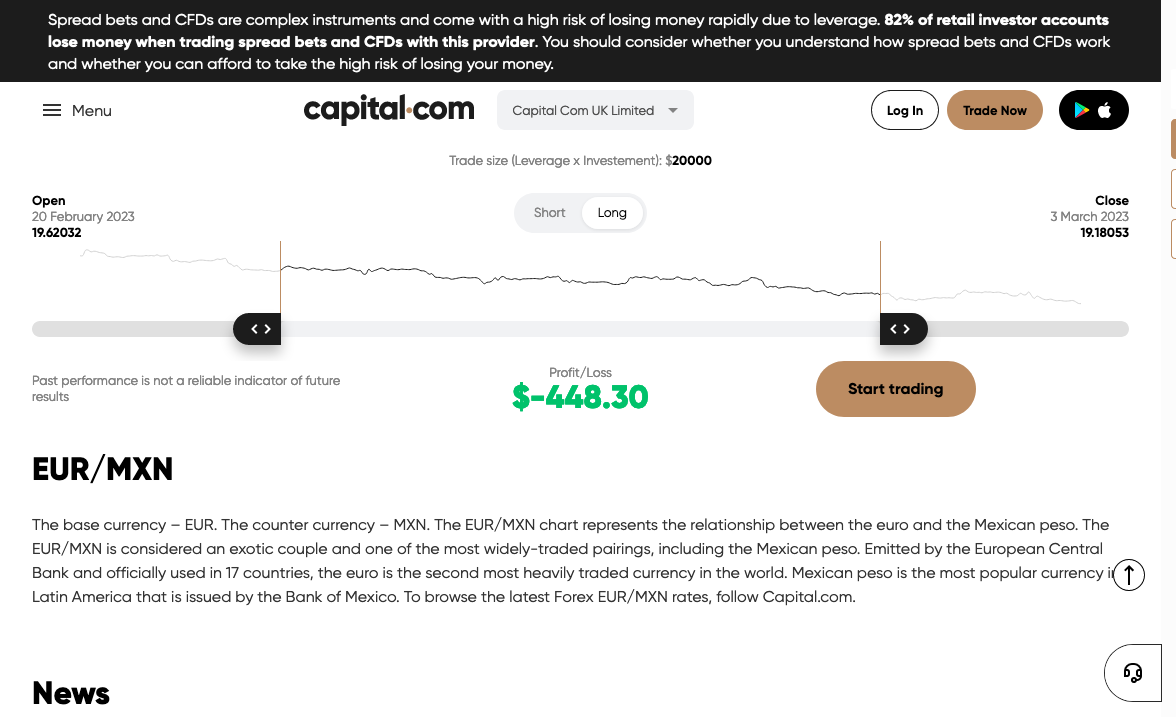 Spread bets and CFDs are complex instruments and come with a high risk of losing money rapidly due to leverage. 82% of retail investor accounts
lose money when trading spread bets and CFDs with this provider. You should consider whether you understand how spread bets and CFDs work
and whether you can afford to take the high risk of losing your money.
Menu
capital.com
Capital Com UK Limited
Log In
Trade Now
Trade size (Leverage x Investement): $20000
Open
20 February 2023
19.62032
Short
Long
Close
3 March 2023
19.18053
Past performance is not a reliable indicator of future
results
Profit/Loss
$-448.30
Start trading
EUR/MXN
The base currency – EUR. The counter currency – MXN. The EUR/MXN chart represents the relationship between the euro and the Mexican peso. The
EUR/MXN is considered an exotic couple and one of the most widely-traded pairings, including the Mexican peso. Emitted by the European Central
Bank and officially used in 17 countries, the euro is the second most heavily traded currency in the world. Mexican peso is the most popular currency in
Latin America that is issued by the Bank of Mexico. To browse the latest Forex EUR/MXN rates, follow Capital.com.
News